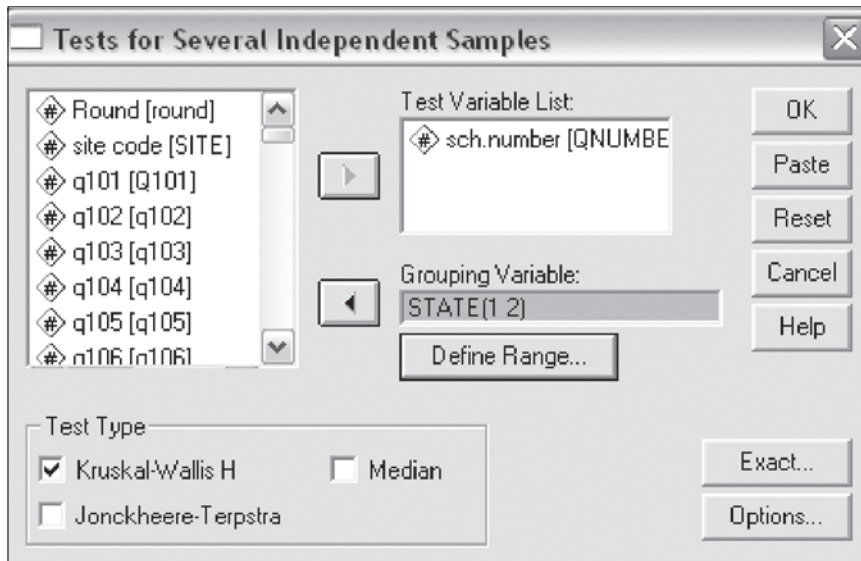 Tests for Several Independent Samples
Round [round]
site code [SITE]
q101 [Q101]
q102 [q102]
q103 [q103]
q104 [q104]
q105 [q105]
q106 [q106]
Test Variable List:
sch.number [QNUMBE
Grouping Variable:
STATE(1 2)
Define Range...
OK
Paste
Reset
Cancel
Help
Test Type
Kruskal-Wallis H
Median
Jonckheere-Terpstra
Exact...
Options...